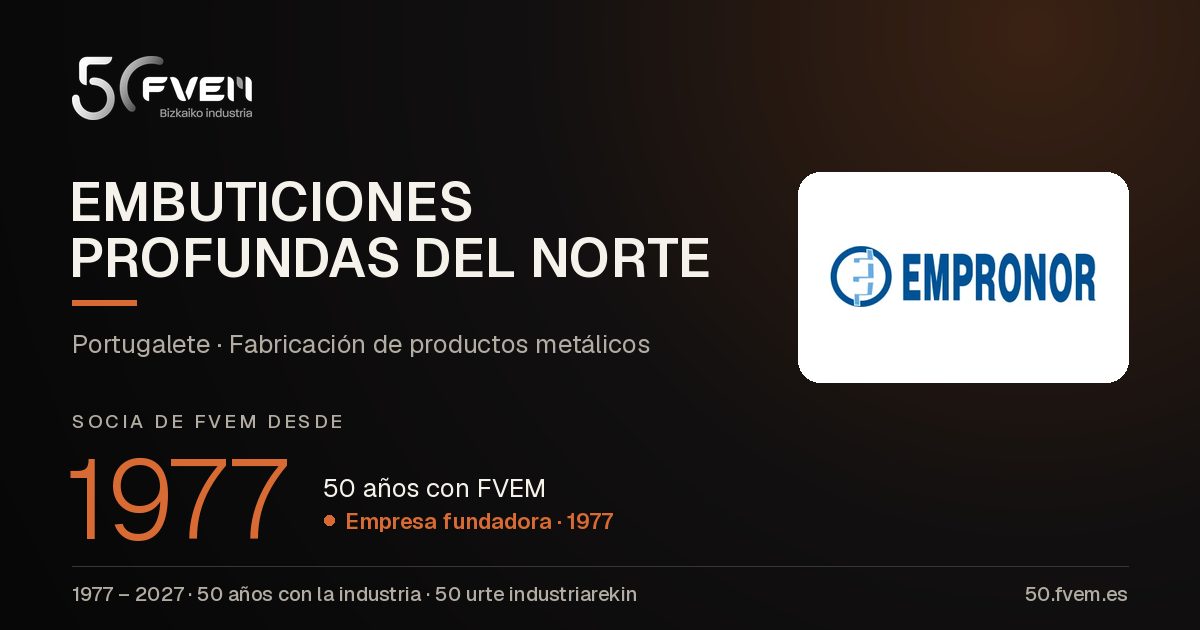 50 FVEM
Bizkaiko industria
EMBUTICIONES
PROFUNDAS DEL NORTE
EMPRONOR
Portugalete · Fabricación de productos metálicos
SOCIA DE FVEM DESDE
1977
50 años con FVEM
Empresa fundadora · 1977
1977 – 2027 · 50 años con la industria · 50 urte industriarekin
50.fvem.es